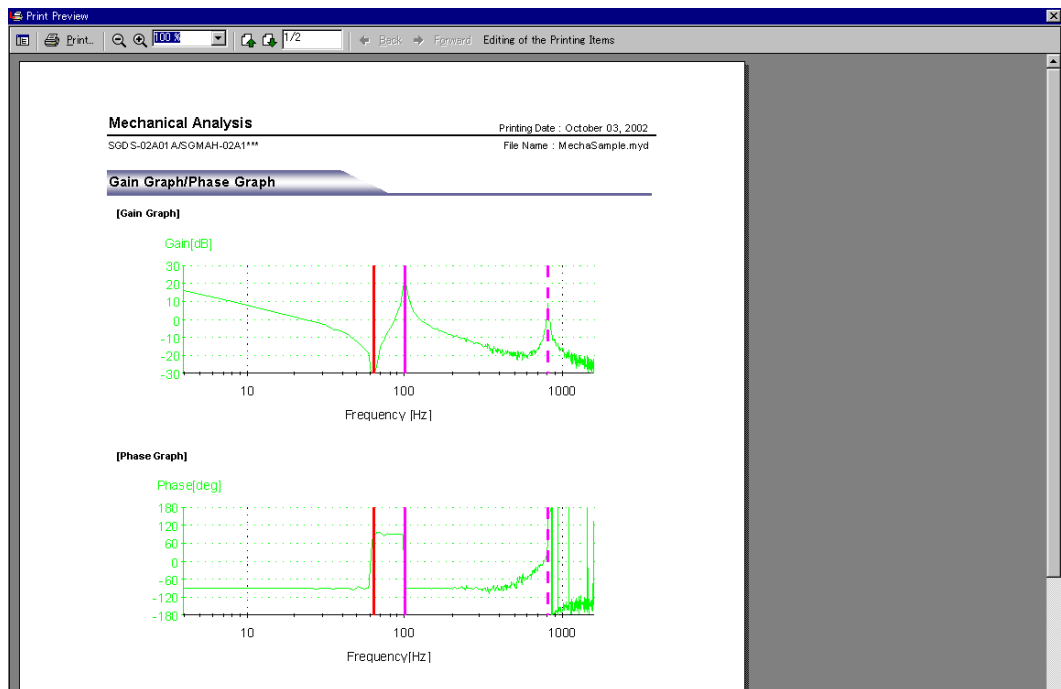 Print Preview
Print..
100 %
1/2
Back
Forward
Editing of the Printing Items
Mechanical Analysis
Printing Date : October 03, 2002
SGDS-02A01A/SGMAH-02A1***
File Name : MechaSample.myd
Gain Graph/Phase Graph
[Gain Graph]
Gain[dB]
30
20
10
0
-10
-20
-30
10
100
1000
Frequency [Hz]
[Phase Graph]
Phase[deg]
180
120
60
0
-60
-120
-180
10
100
1000
Frequency[Hz]